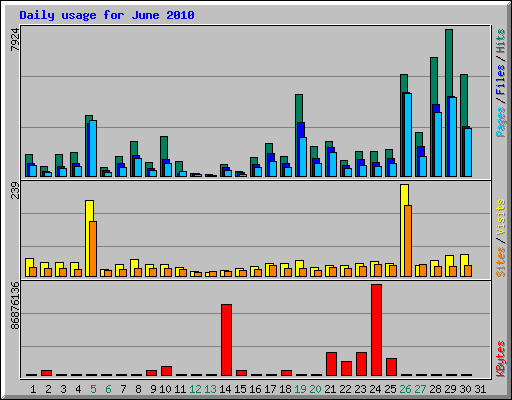 Daily usage for June 2010
7924
Pages / Files / Hits
239
Sites / Visits
86876136
KBytes
1 2 3 4 5 6 7 8 9 10 11 12 13 14 15 16 17 18 19 20 21 22 23 24 25 26 27 28 29 30 31